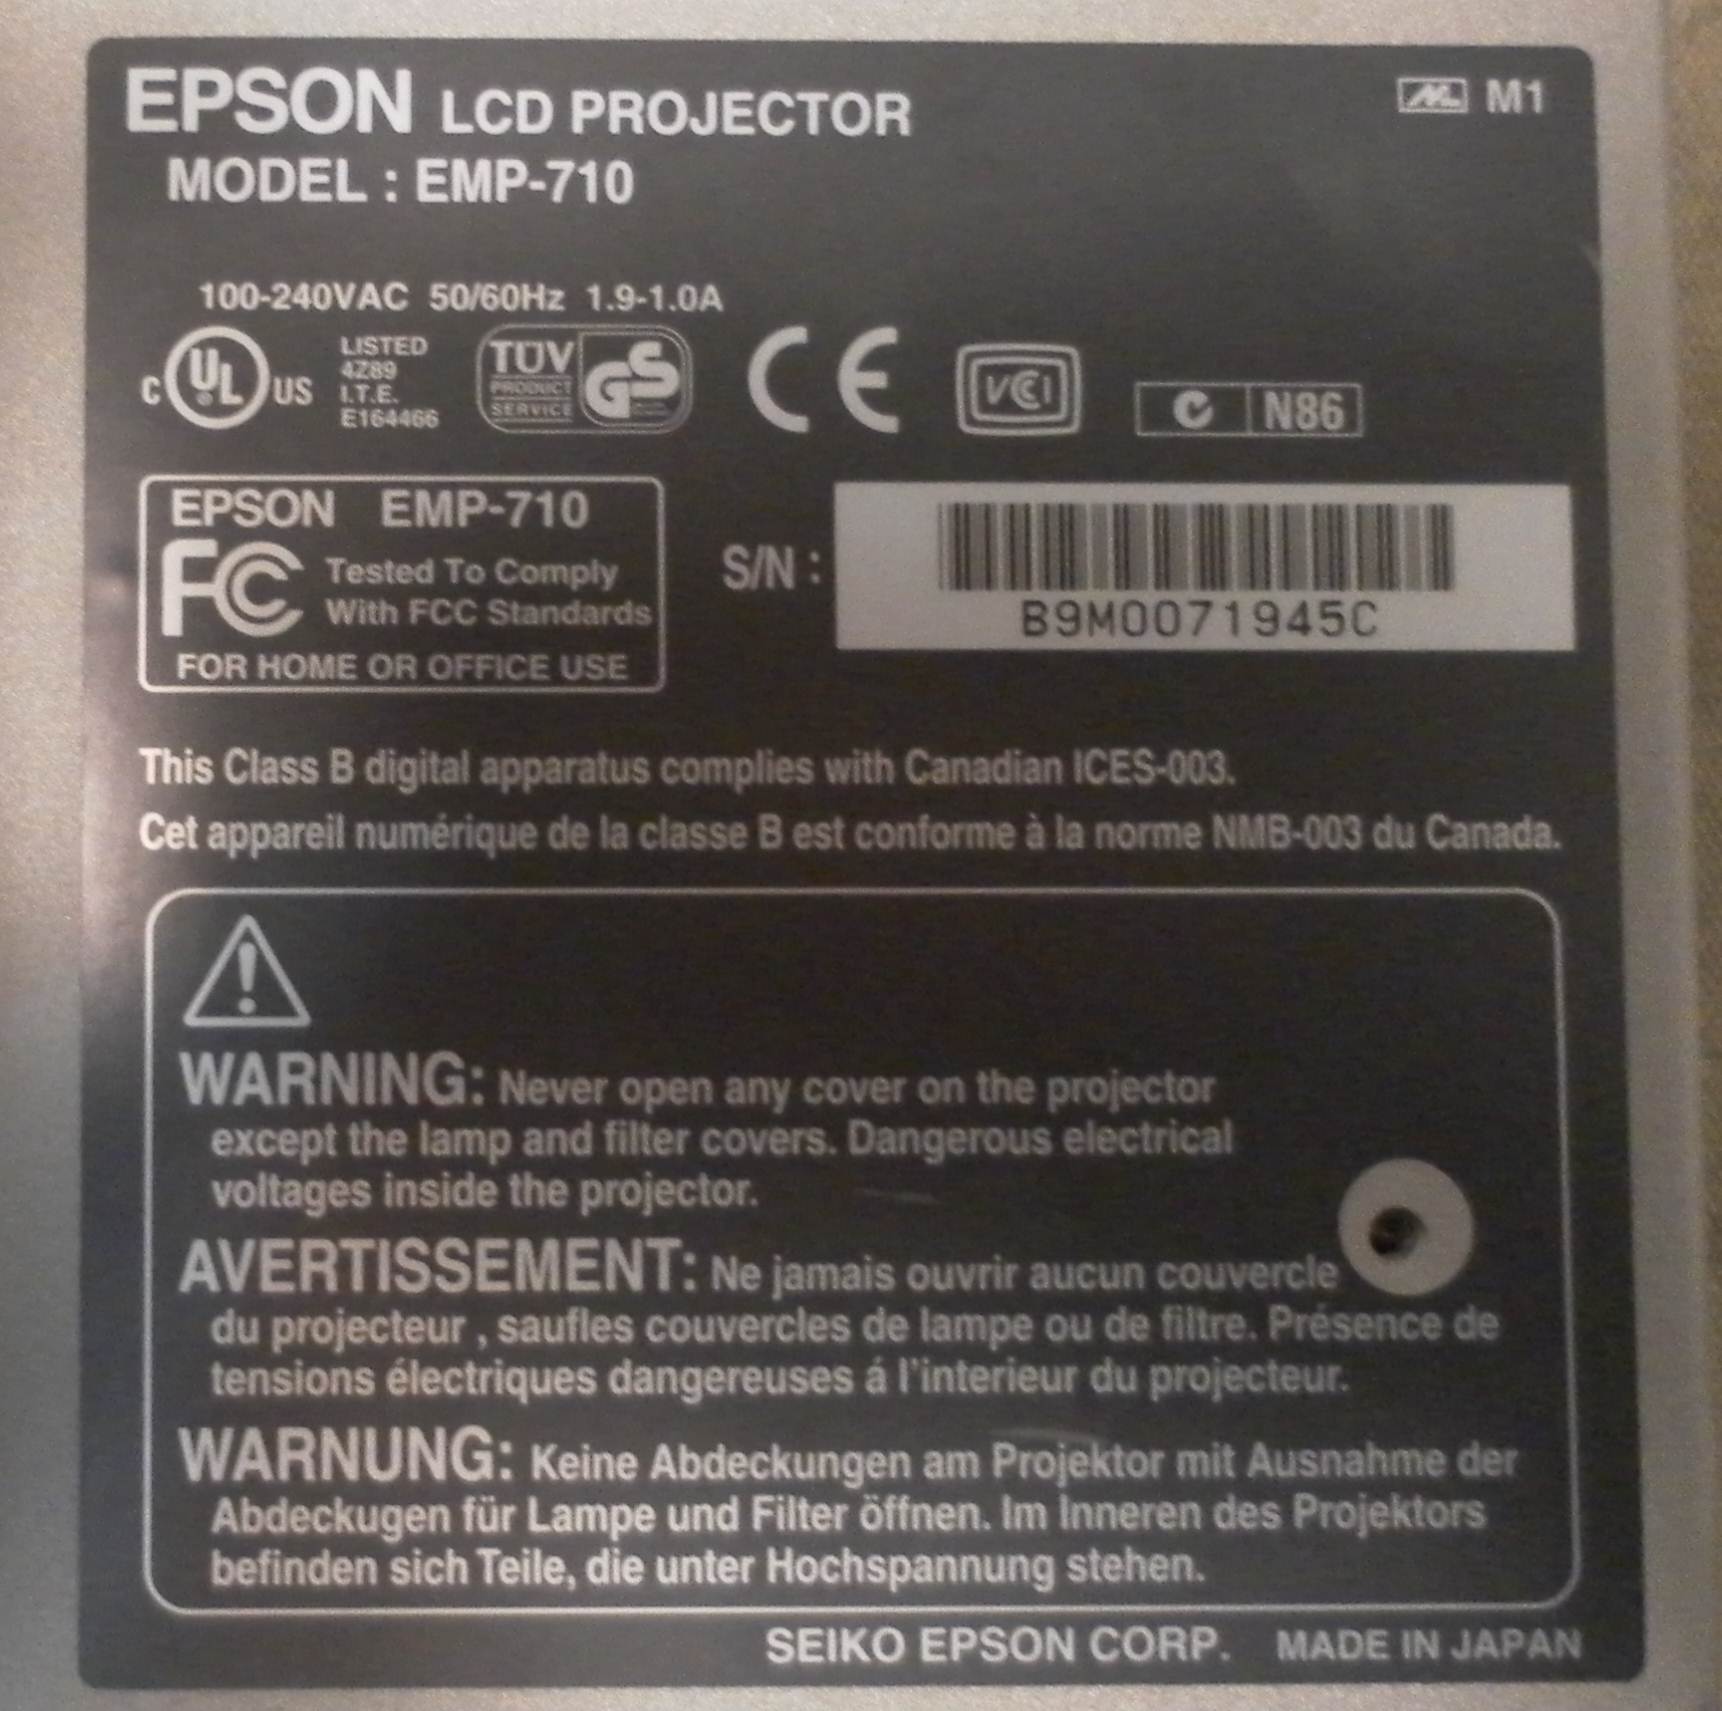 EPSON LCD PROJECTOR
M1
MODEL : EMP-710
100-240VAC 50/60Hz 1.9-1.0A
C UL US
LISTED
4Z89
I.T.E.
E164466
TÜV
PRODUCT
SERVICE
GS
CE
VCI
N86
EPSON EMP-710
FC Tested To Comply
With FCC Standards
FOR HOME OR OFFICE USE
S/N :
B9M0071945C
This Class B digital apparatus complies with Canadian ICES-003.
Cet appareil numérique de la classe B est conforme à la norme NMB-003 du Canada.
WARNING: Never open any cover on the projector
except the lamp and filter covers. Dangerous electrical
voltages inside the projector.
AVERTISSEMENT: Ne jamais ouvrir aucun couvercle
du projecteur , saufles couvercles de lampe ou de filtre. Présence de
tensions électriques dangereuses á l'interieur du projecteur.
WARNUNG: Keine Abdeckungen am Projektor mit Ausnahme der
Abdeckugen für Lampe und Filter öffnen. Im Inneren des Projektors
befinden sich Teile, die unter Hochspannung stehen.
SEIKO EPSON CORP. MADE IN JAPAN